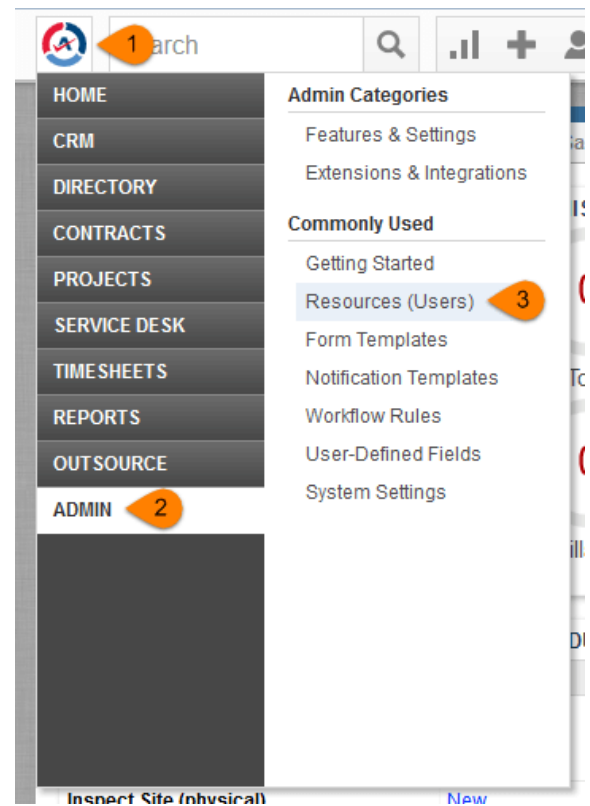 1
arch
HOME
CRM
DIRECTORY
CONTRACTS
PROJECTS
SERVICE DESK
TIMESHEETS
REPORTS
OUTSOURCE
ADMIN 2
Admin Categories
Features & Settings
Extensions & Integrations
Commonly Used
Getting Started
Resources (Users) 3
Form Templates
Notification Templates
Workflow Rules
User-Defined Fields
System Settings
Inspect Site (physical) New